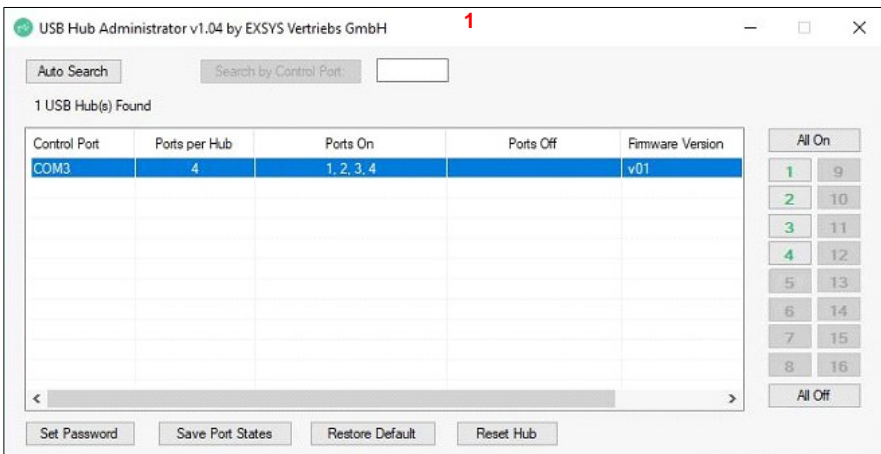 USB Hub Administrator v1.04 by EXSYS Vertriebs GmbH 1
Auto Search Search by Control Port:
1 USB Hub(s) Found
Control Port Ports per Hub Ports On Ports Off Firmware Version All On
COM3 4 1, 2, 3, 4 v01
1 9
2 10
3 11
4 12
5 13
6 14
7 15
8 16
All Off
Set Password Save Port States Restore Default Reset Hub